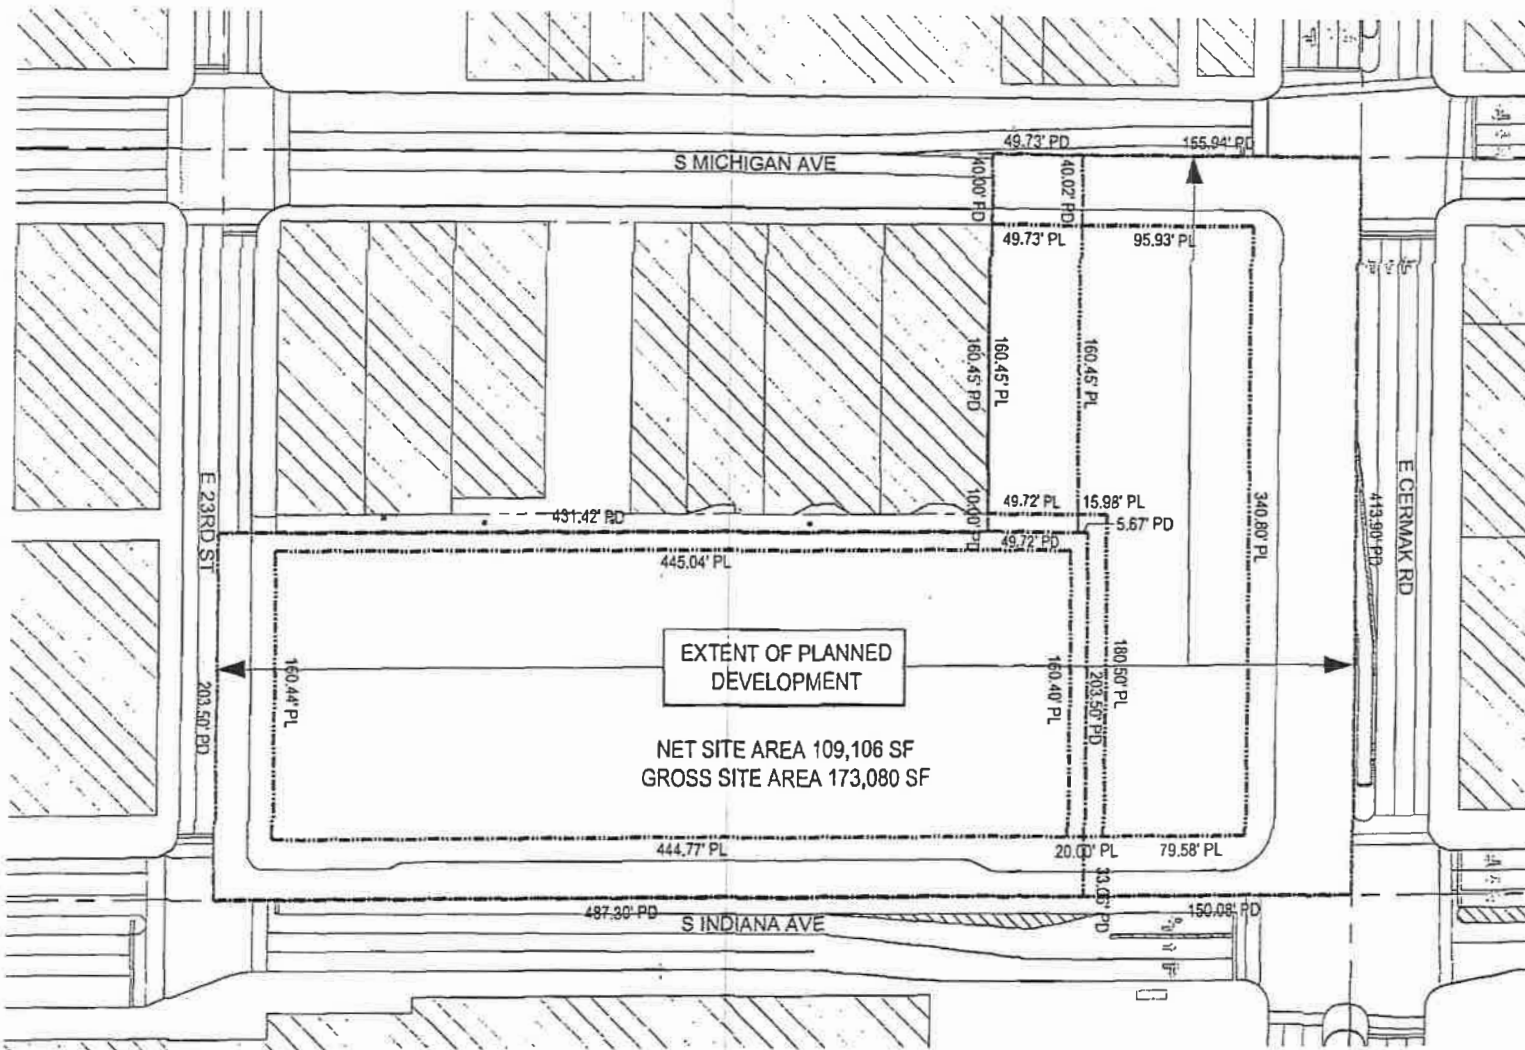 49.73' PD
155.94' PD
S MICHIGAN AVE
40.00' PD
40.02' PD
49.73' PL
95.93' PL
160.45' PD
160.45' PL
160.45' PL
E 23RD ST
E CERMAK RD
413.90' PD
340.80' PL
431.42' PD
10.00' PD
49.72' PL
15.98' PL
5.67' PD
49.72' PD
445.04' PL
EXTENT OF PLANNED
DEVELOPMENT
160.44' PL
203.50' PD
160.40' PL
203.50' PD
180.50' PL
NET SITE AREA 109,106 SF
GROSS SITE AREA 173,080 SF
444.77' PL
20.00' PL
79.58' PL
33.06' PD
487.30' PD
150.08' PD
S INDIANA AVE